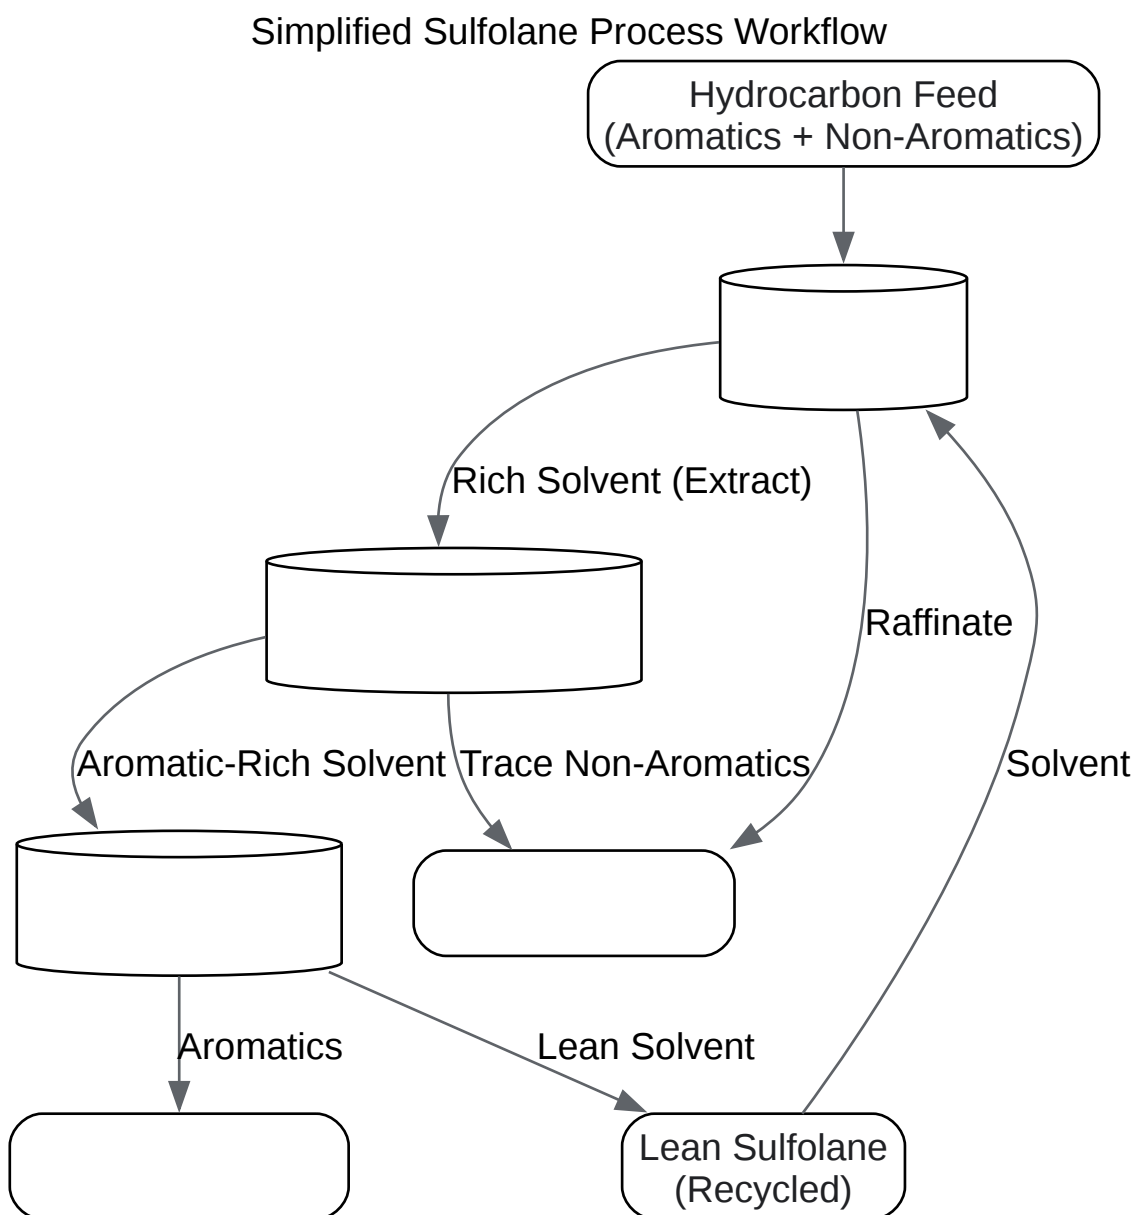 Simplified Sulfolane Process Workflow
Hydrocarbon Feed
(Aromatics + Non-Aromatics)
Rich Solvent (Extract)
Raffinate
Aromatic-Rich Solvent
Trace Non-Aromatics
Solvent
Aromatics
Lean Solvent
Lean Sulfolane
(Recycled)